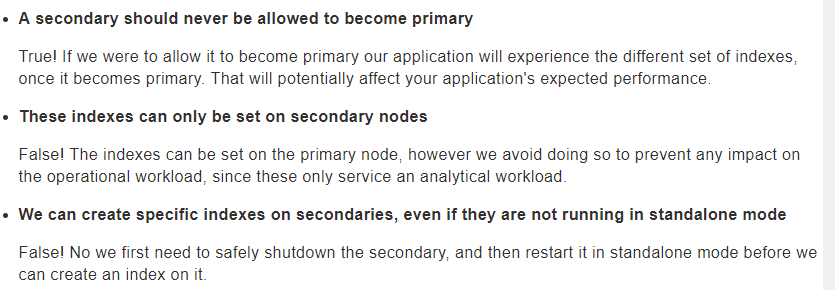 • A secondary should never be allowed to become primary
True! If we were to allow it to become primary our application will experience the different set of indexes,
once it becomes primary. That will potentially affect your application's expected performance.
• These indexes can only be set on secondary nodes
False! The indexes can be set on the primary node, however we avoid doing so to prevent any impact on
the operational workload, since these only service an analytical workload.
• We can create specific indexes on secondaries, even if they are not running in standalone mode
False! No we first need to safely shutdown the secondary, and then restart it in standalone mode before we
can create an index on it.